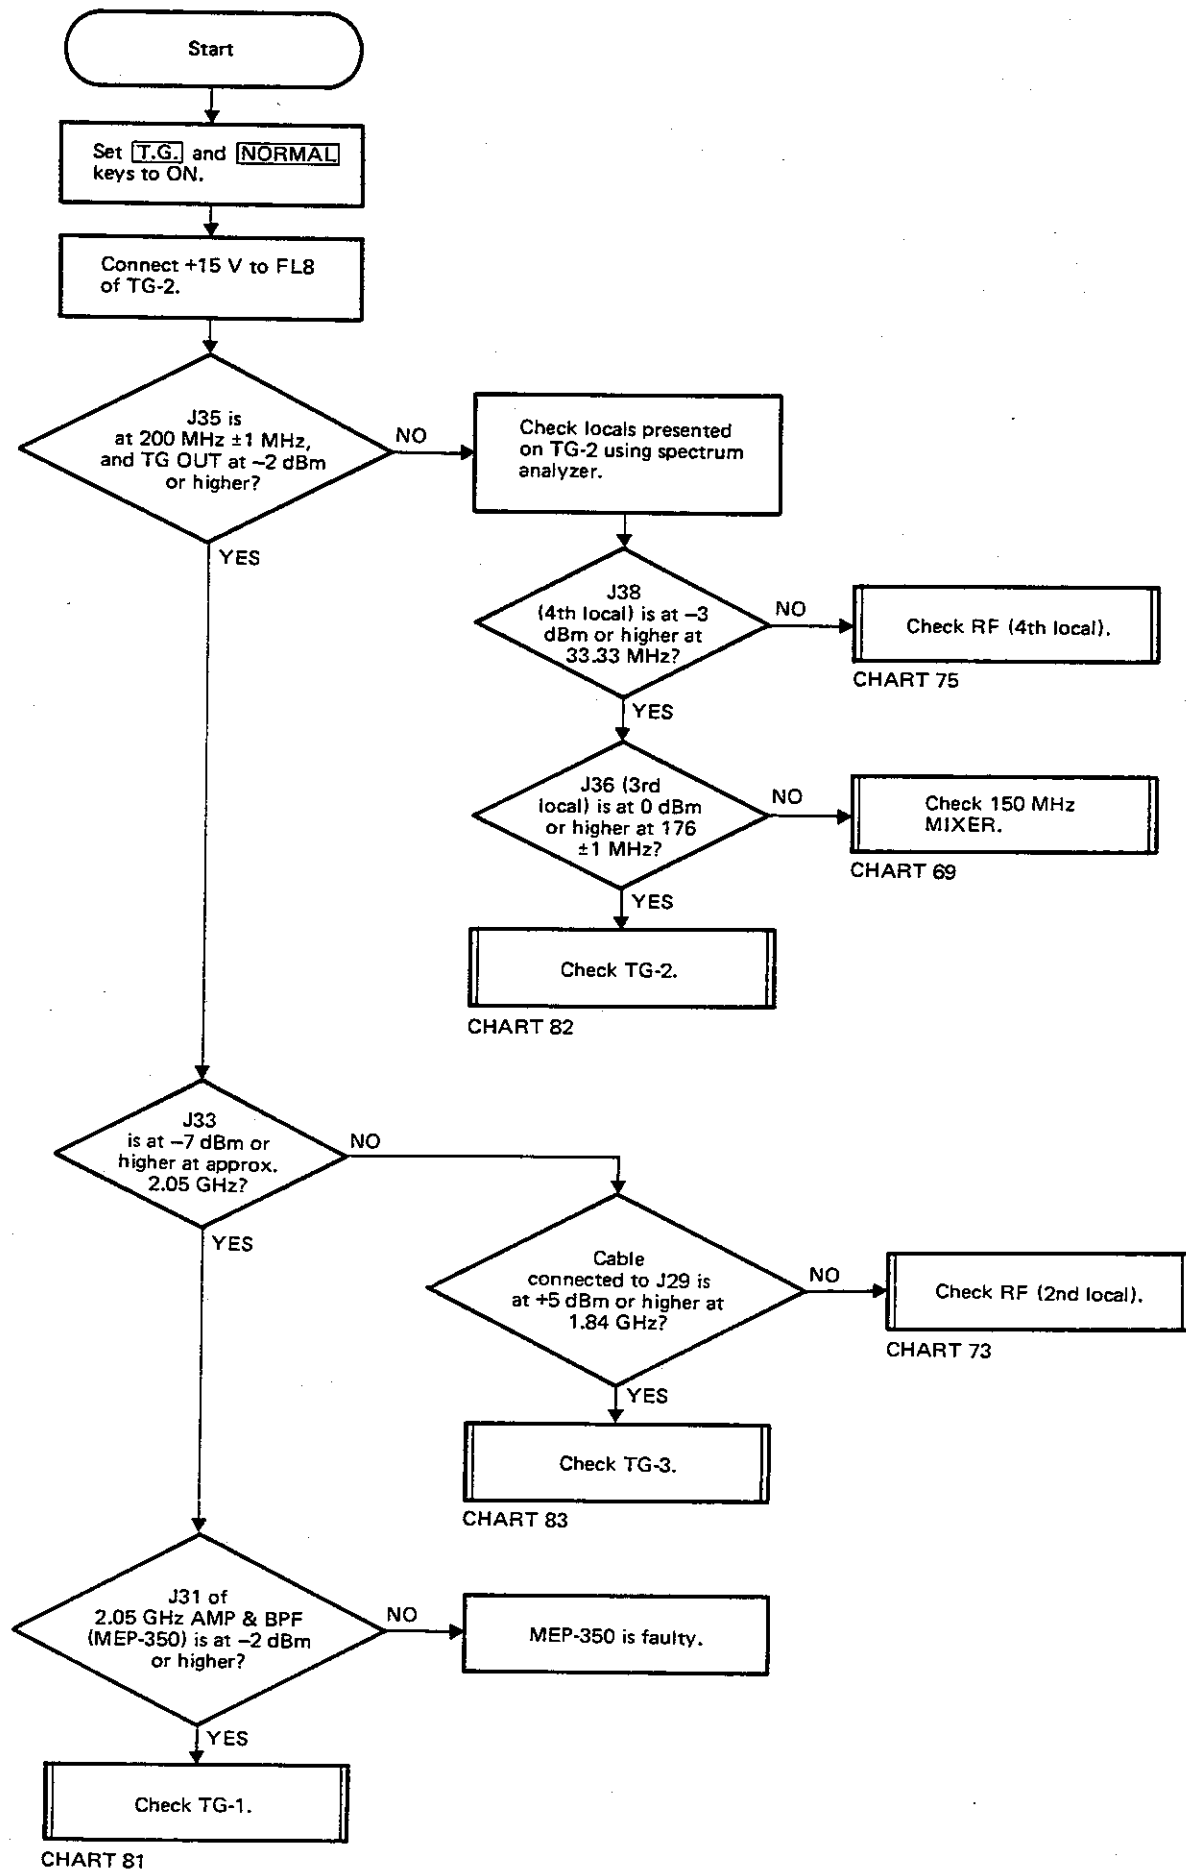 Start
Set T.G. and NORMAL
keys to ON.
Connect +15 V to FL8
of TG-2.
J35 is
at 200 MHz ±1 MHz,
and TG OUT at –2 dBm
or higher?
NO
YES
Check locals presented
on TG-2 using spectrum
analyzer.
J38
(4th local) is at –3
dBm or higher at
33.33 MHz?
NO
YES
Check RF (4th local).
CHART 75
J36 (3rd
local) is at 0 dBm
or higher at 176
±1 MHz?
NO
YES
Check 150 MHz
MIXER.
CHART 69
Check TG-2.
CHART 82
J33
is at –7 dBm or
higher at approx.
2.05 GHz?
NO
YES
Cable
connected to J29 is
at +5 dBm or higher at
1.84 GHz?
NO
YES
Check RF (2nd local).
CHART 73
Check TG-3.
CHART 83
J31 of
2.05 GHz AMP & BPF
(MEP-350) is at –2 dBm
or higher?
NO
YES
MEP-350 is faulty.
Check TG-1.
CHART 81